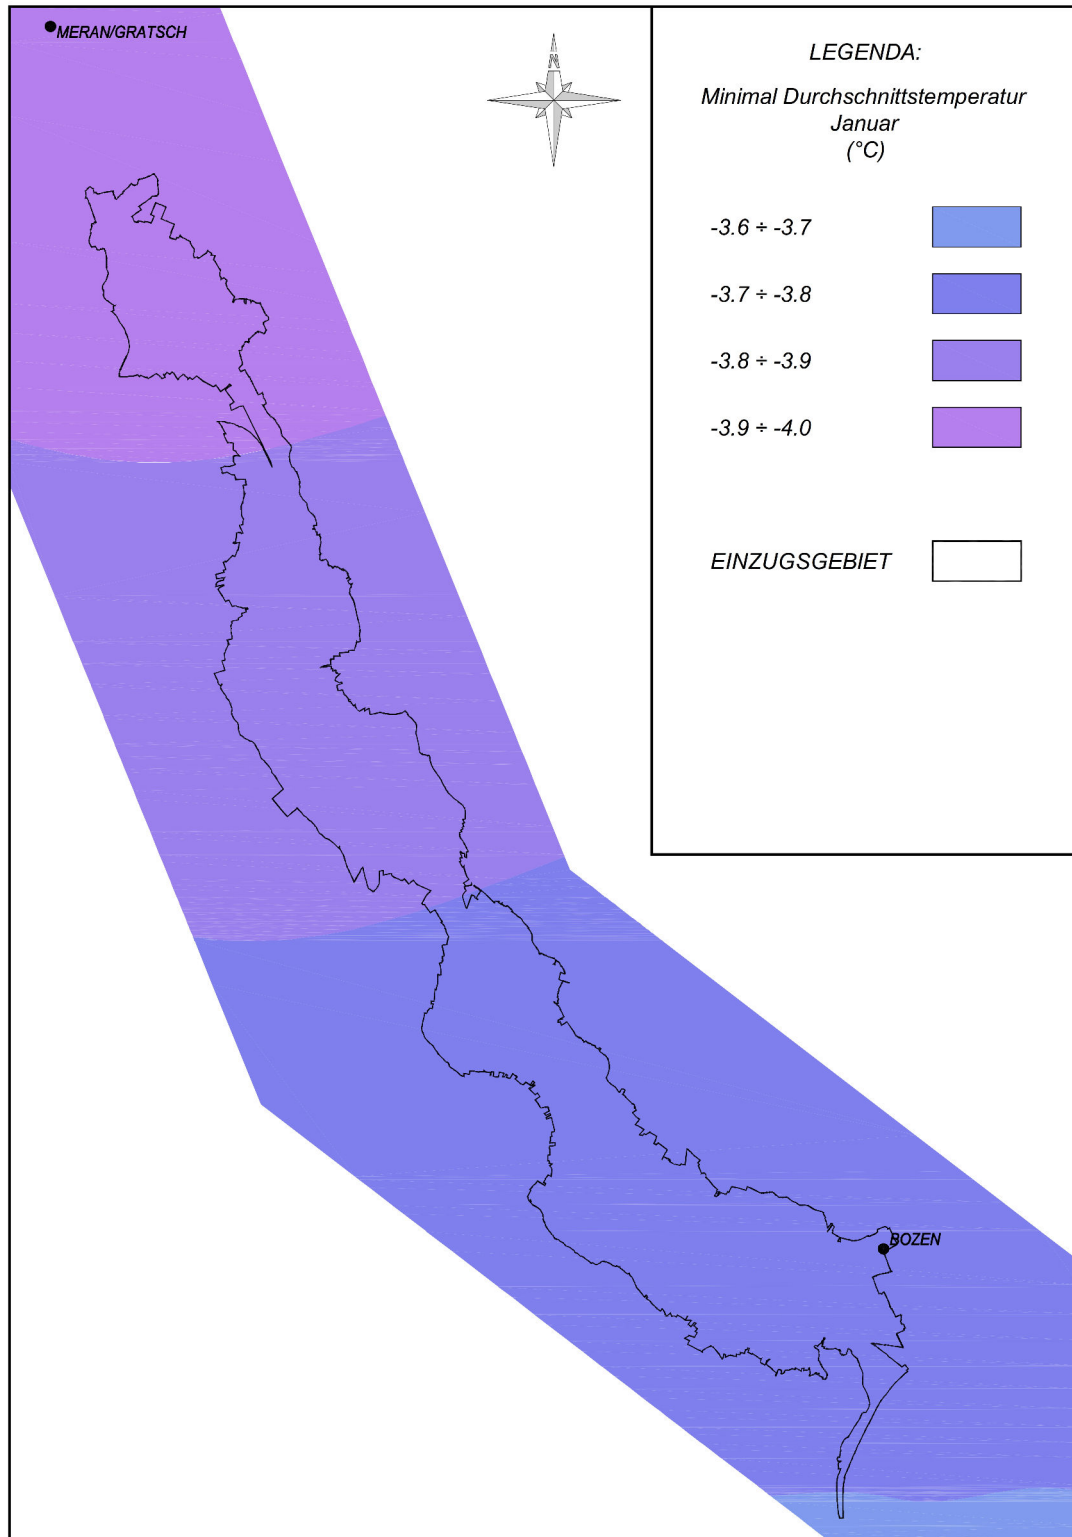 MERAN/GRATSCH
N
LEGENDA:
Minimal Durchschnittstemperatur
Januar
(°C)
-3.6 ÷ -3.7
-3.7 ÷ -3.8
-3.8 ÷ -3.9
-3.9 ÷ -4.0
EINZUGSGEBIET
BOZEN